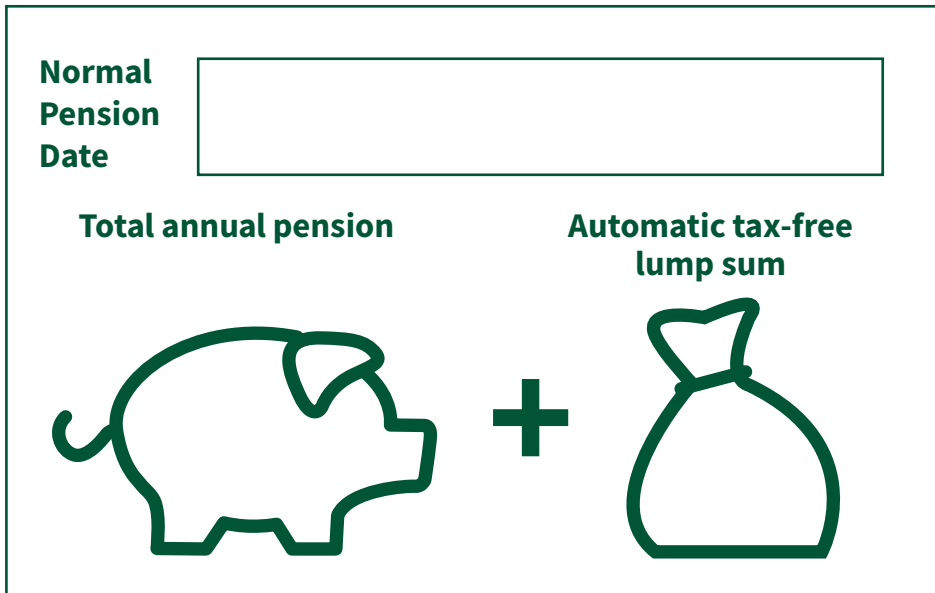 Normal
Pension
Date
Total annual pension
Automatic tax-free
lump sum